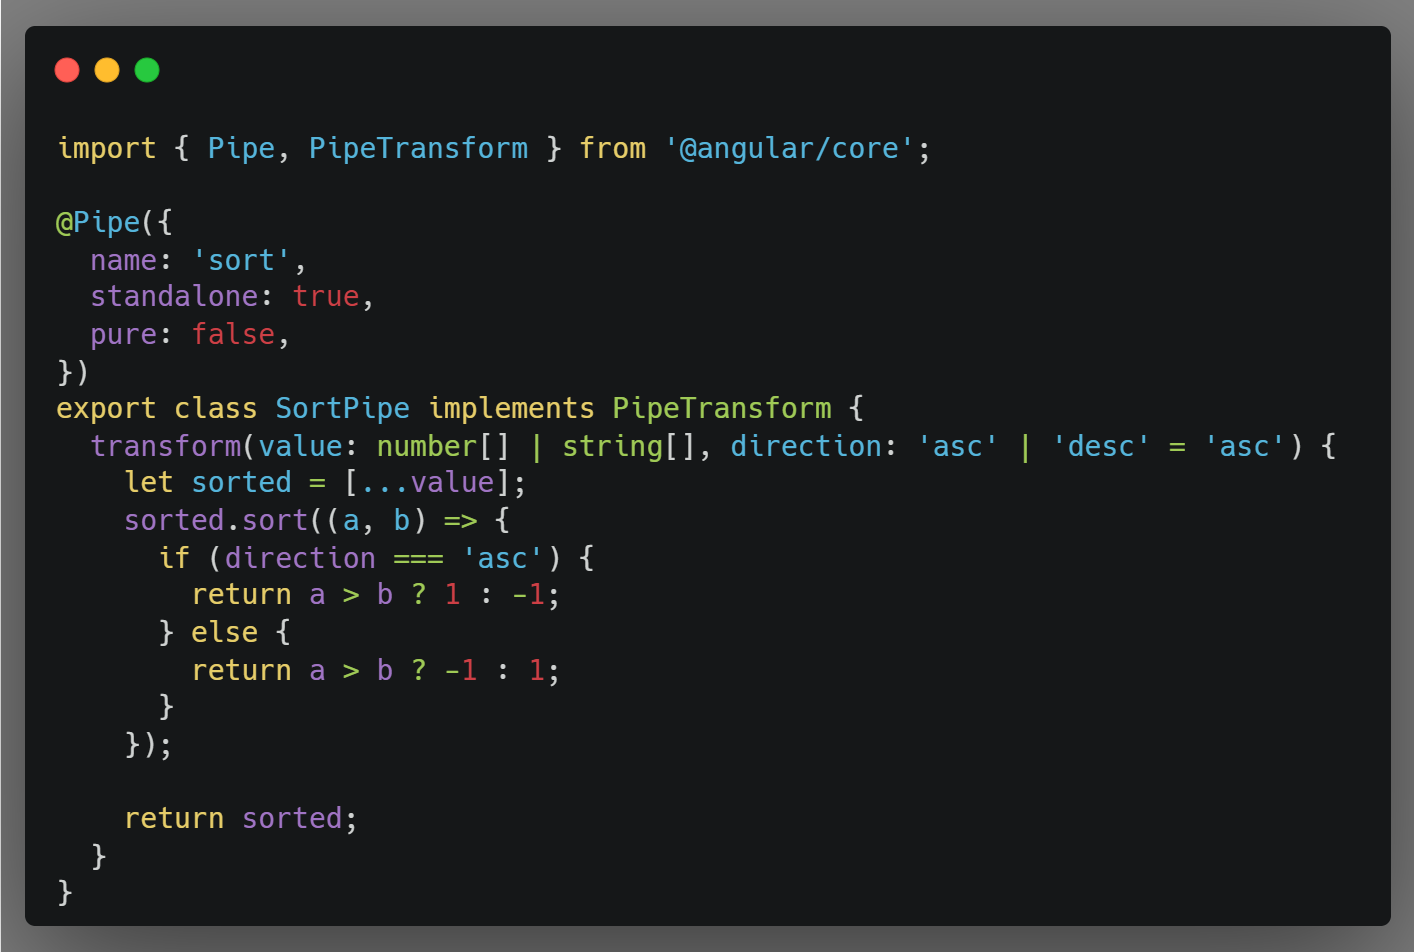 import { Pipe, PipeTransform } from '@angular/core';

@Pipe({
  name: 'sort',
  standalone: true,
  pure: false,
})
export class SortPipe implements PipeTransform {
  transform(value: number[] | string[], direction: 'asc' | 'desc' = 'asc') {
    let sorted = [...value];
    sorted.sort((a, b) => {
      if (direction === 'asc') {
        return a > b ? 1 : -1;
      } else {
        return a > b ? -1 : 1;
      }
    });

    return sorted;
  }
}